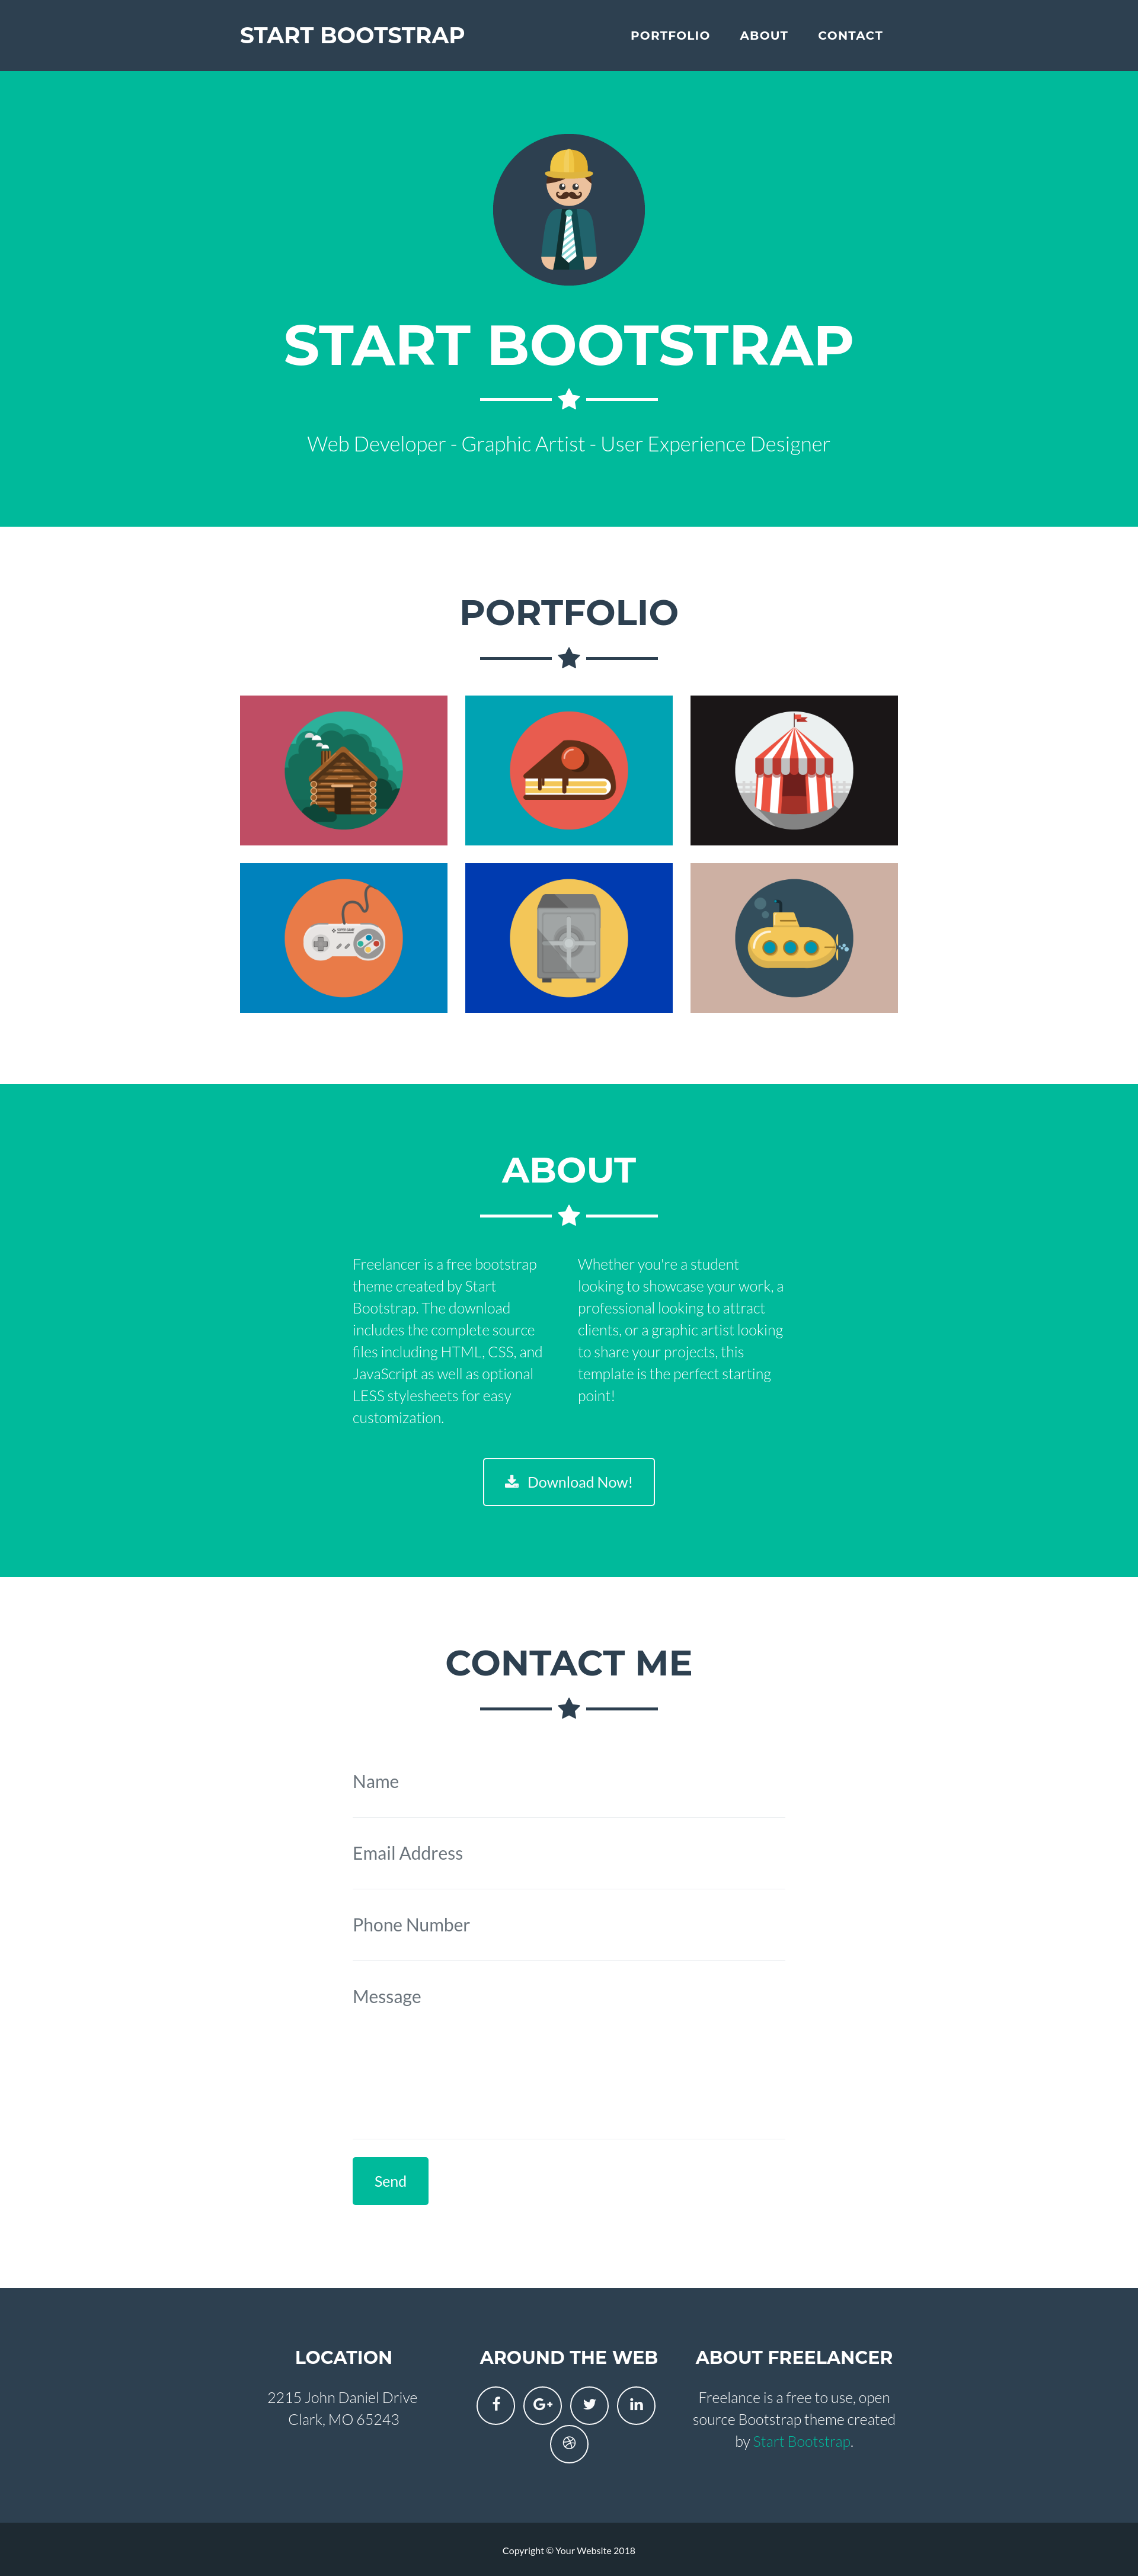 START BOOTSTRAP
PORTFOLIO ABOUT CONTACT
START BOOTSTRAP
Web Developer - Graphic Artist - User Experience Designer
PORTFOLIO
ABOUT
Freelancer is a free bootstrap
theme created by Start
Bootstrap. The download
includes the complete source
files including HTML, CSS, and
JavaScript as well as optional
LESS stylesheets for easy
customization.
Whether you're a student
looking to showcase your work, a
professional looking to attract
clients, or a graphic artist looking
to share your projects, this
template is the perfect starting
point!
Download Now!
CONTACT ME
Name
Email Address
Phone Number
Message
Send
LOCATION
2215 John Daniel Drive
Clark, MO 65243
AROUND THE WEB
ABOUT FREELANCER
Freelance is a free to use, open
source Bootstrap theme created
by Start Bootstrap.
Copyright © Your Website 2018